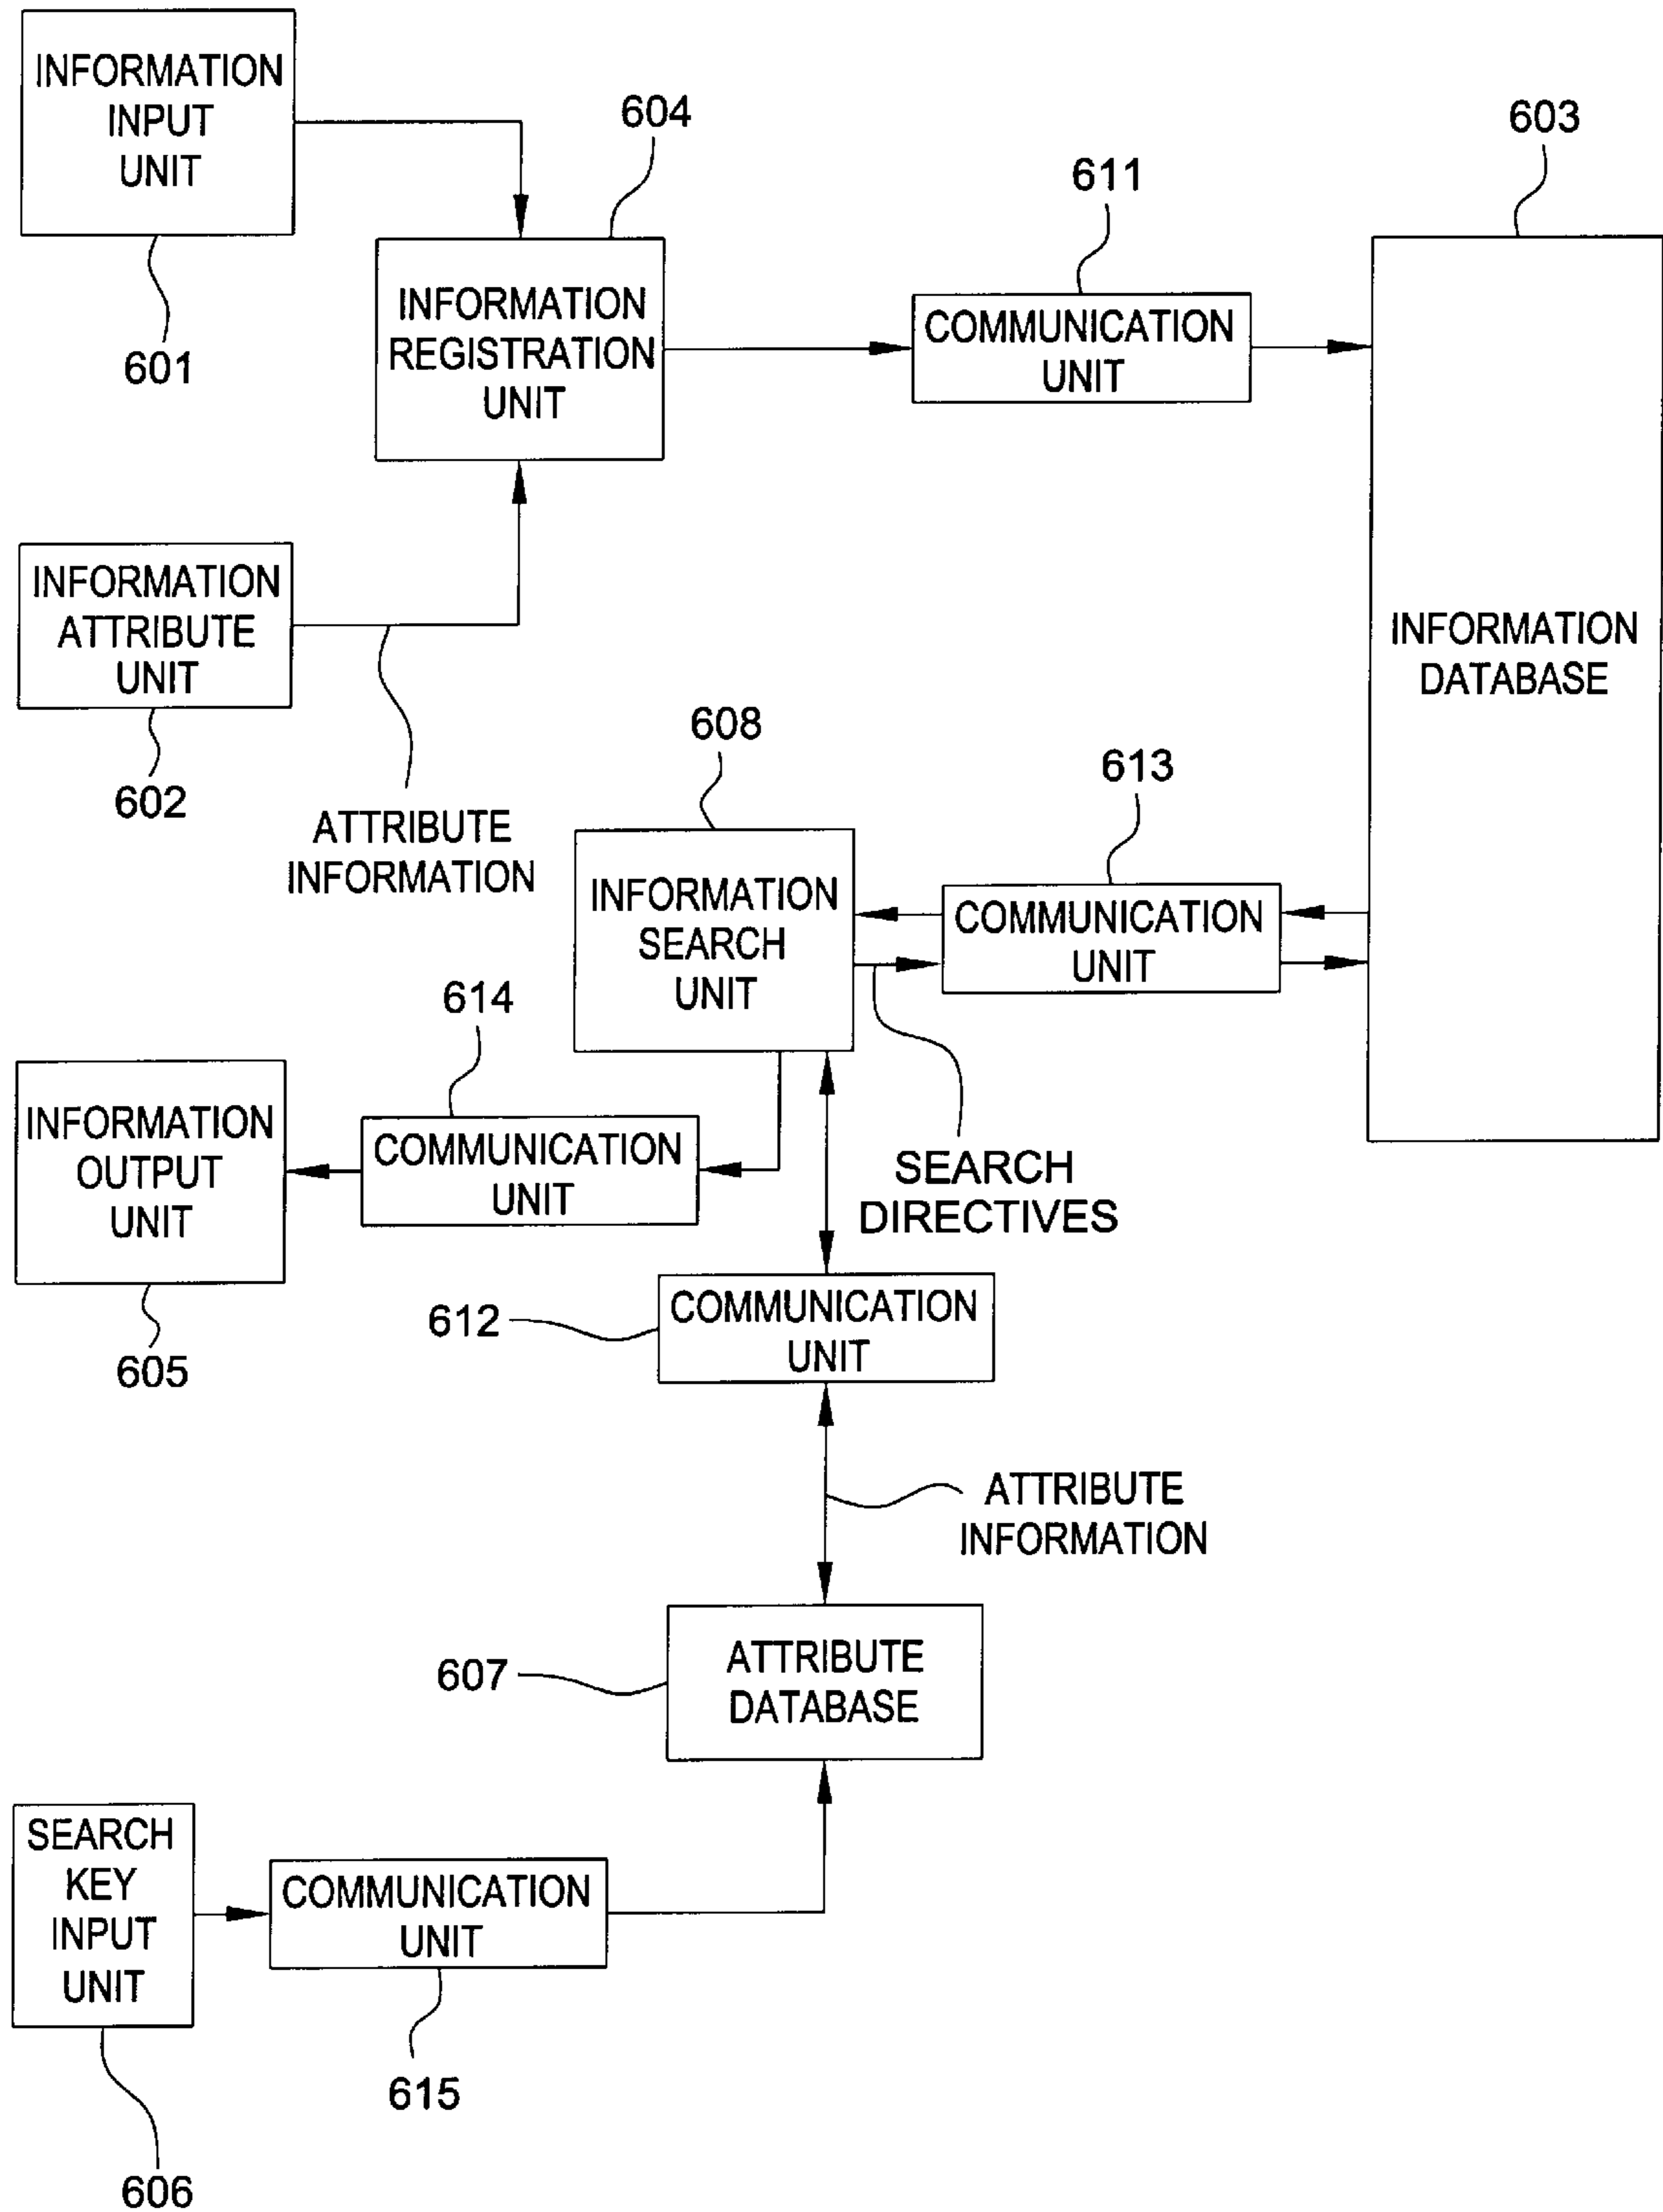 INFORMATION
INPUT
UNIT
601
604
INFORMATION
REGISTRATION
UNIT
611
COMMUNICATION
UNIT
603
INFORMATION
DATABASE
INFORMATION
ATTRIBUTE
UNIT
602
ATTRIBUTE
INFORMATION
608
INFORMATION
SEARCH
UNIT
613
COMMUNICATION
UNIT
SEARCH
DIRECTIVES
614
COMMUNICATION
UNIT
INFORMATION
OUTPUT
UNIT
605
612
COMMUNICATION
UNIT
ATTRIBUTE
INFORMATION
607
ATTRIBUTE
DATABASE
SEARCH
KEY
INPUT
UNIT
606
COMMUNICATION
UNIT
615